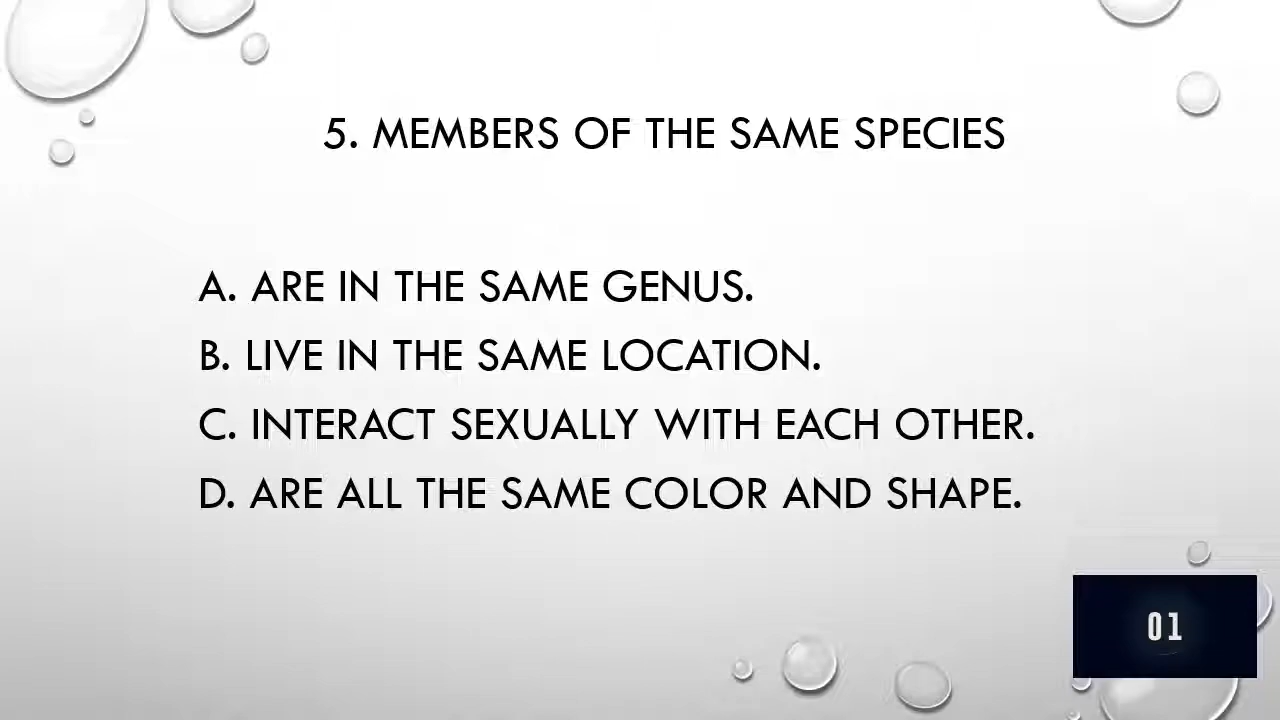 5. MEMBERS OF THE SAME SPECIES
A. ARE IN THE SAME GENUS.
B. LIVE IN THE SAME LOCATION.
C. INTERACT SEXUALLY WITH EACH OTHER.
D. ARE ALL THE SAME COLOR AND SHAPE.
01